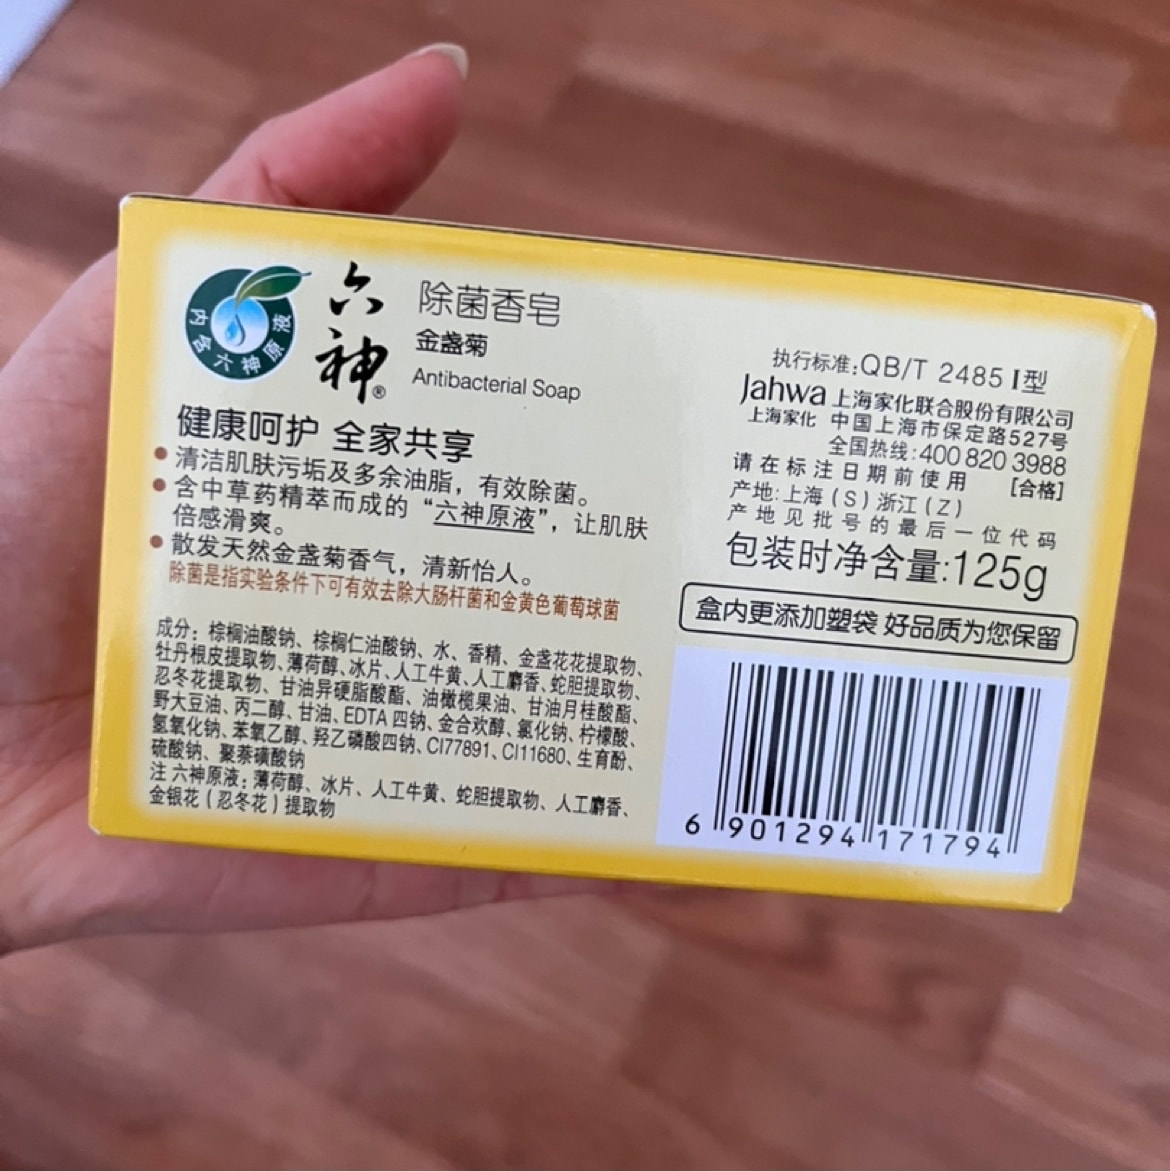 内含六神原液
六神®
除菌香皂
金盏菊
Antibacterial Soap
健康呵护 全家共享
• 清洁肌肤污垢及多余油脂，有效除菌。
• 含中草药精萃而成的“六神原液”，让肌肤
倍感滑爽。
• 散发天然金盏菊香气，清新怡人。
除菌是指实验条件下可有效去除大肠杆菌和金黄色葡萄球菌
成分：棕榈油酸钠、棕榈仁油酸钠、水、香精、金盏花花提取物、
牡丹根皮提取物、薄荷醇、冰片、人工牛黄、人工麝香、蛇胆提取物、
忍冬花提取物、甘油异硬脂酸酯、油橄榄果油、甘油月桂酸酯、
野大豆油、丙二醇、甘油、EDTA 四钠、金合欢醇、氯化钠、柠檬酸、
氢氧化钠、苯氧乙醇、羟乙磷酸四钠、CI77891、CI11680、生育酚、
硫酸钠、聚萘磺酸钠
注 六神原液：薄荷醇、冰片、人工牛黄、蛇胆提取物、人工麝香、
金银花（忍冬花）提取物
执行标准:QB/T 2485 I型
Jahwa 上海家化联合股份有限公司
上海家化 中国上海市保定路527号
全国热线:400 820 3988
请在标注日期前使用 [合格]
产地:上海(S)浙江(Z)
产地见批号的最后一位代码
包装时净含量:125g
盒内更添加塑袋 好品质为您保留
6 901294 171794